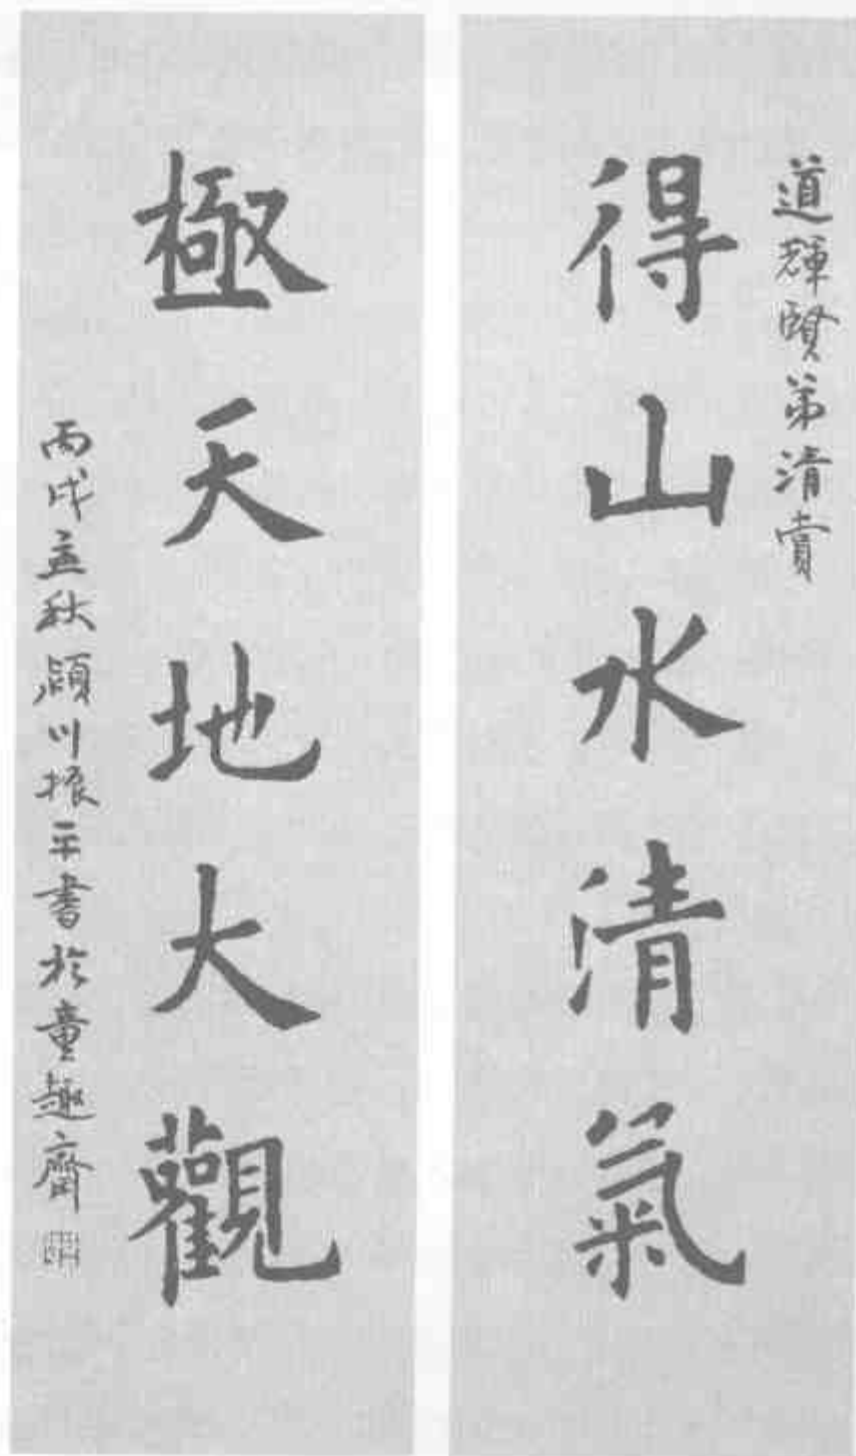 道輝賢弟清賞
得山水清氣
極天地大觀
丙戌孟秋潁川振平書於童趣齋